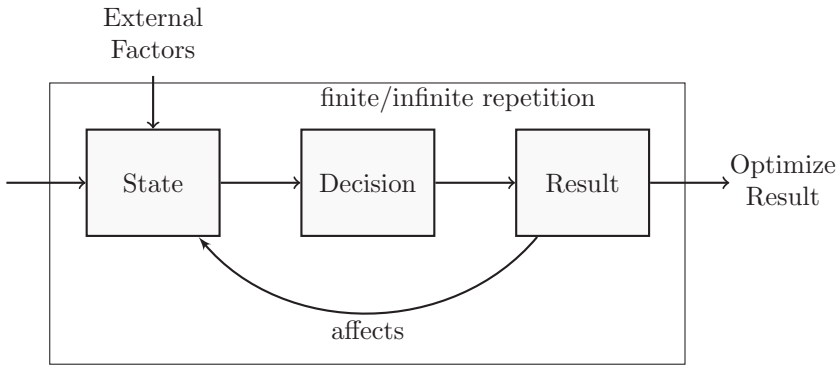 External
Factors
finite/infinite repetition
State
Decision
Result
Optimize
Result
affects